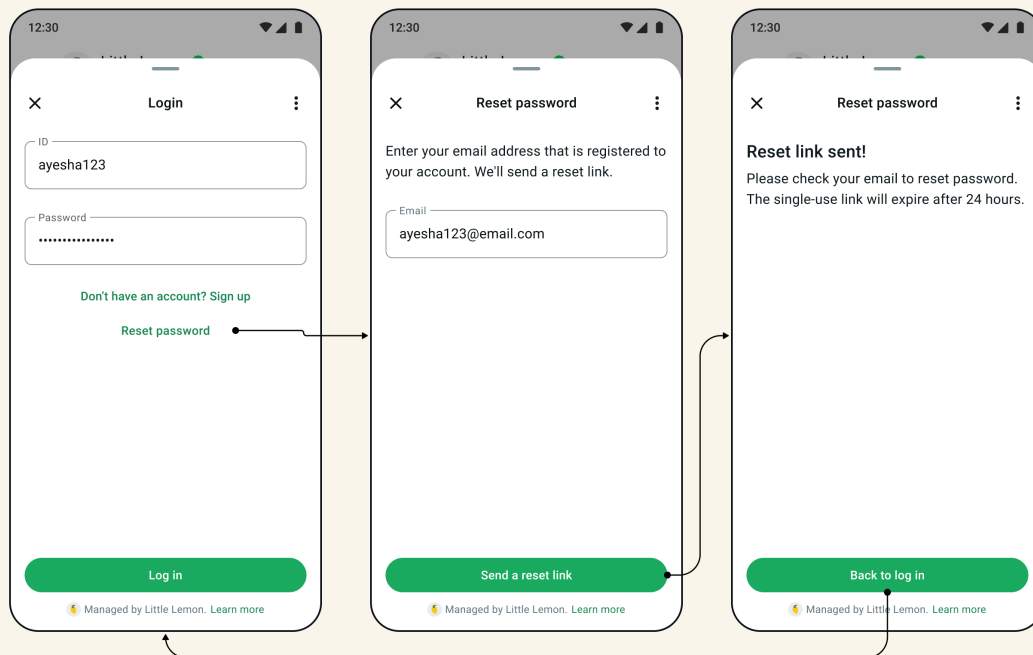 12:30
Login
ID
ayesha123
Password
••••••••••••••••
Don't have an account? Sign up
Reset password
Log in
Managed by Little Lemon. Learn more
12:30
Reset password
Enter your email address that is registered to
your account. We'll send a reset link.
Email
ayesha123@email.com
Send a reset link
Managed by Little Lemon. Learn more
12:30
Reset password
Reset link sent!
Please check your email to reset password.
The single-use link will expire after 24 hours.
Back to log in
Managed by Little Lemon. Learn more